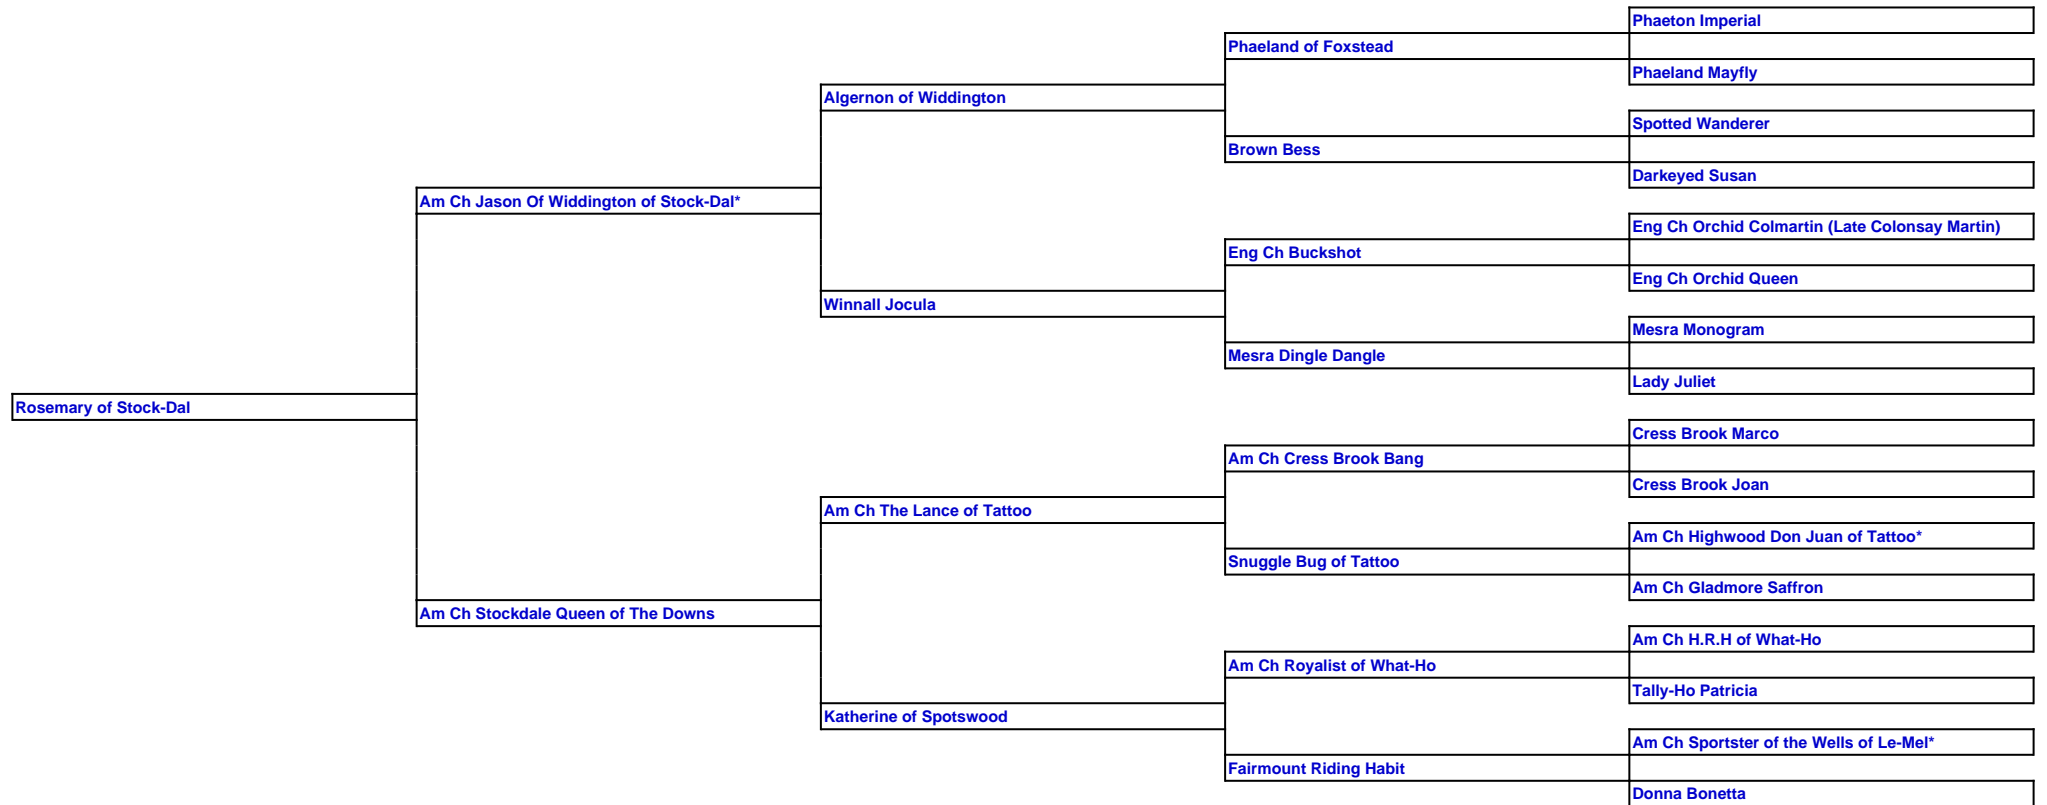 Phaeton Imperial
Phaeland of Foxstead
Phaeland Mayfly
Algernon of Widdington
Spotted Wanderer
Brown Bess
Darkeyed Susan
Am Ch Jason Of Widdington of Stock-Dal*
Eng Ch Orchid Colmartin (Late Colonsay Martin)
Eng Ch Buckshot
Eng Ch Orchid Queen
Winnall Jocula
Mesra Monogram
Mesra Dingle Dangle
Lady Juliet
Rosemary of Stock-Dal
Cress Brook Marco
Am Ch Cress Brook Bang
Cress Brook Joan
Am Ch The Lance of Tattoo
Am Ch Highwood Don Juan of Tattoo*
Snuggle Bug of Tattoo
Am Ch Gladmore Saffron
Am Ch Stockdale Queen of The Downs
Am Ch H.R.H of What-Ho
Am Ch Royalist of What-Ho
Tally-Ho Patricia
Katherine of Spotswood
Am Ch Sportster of the Wells of Le-Mel*
Fairmount Riding Habit
Donna Bonetta